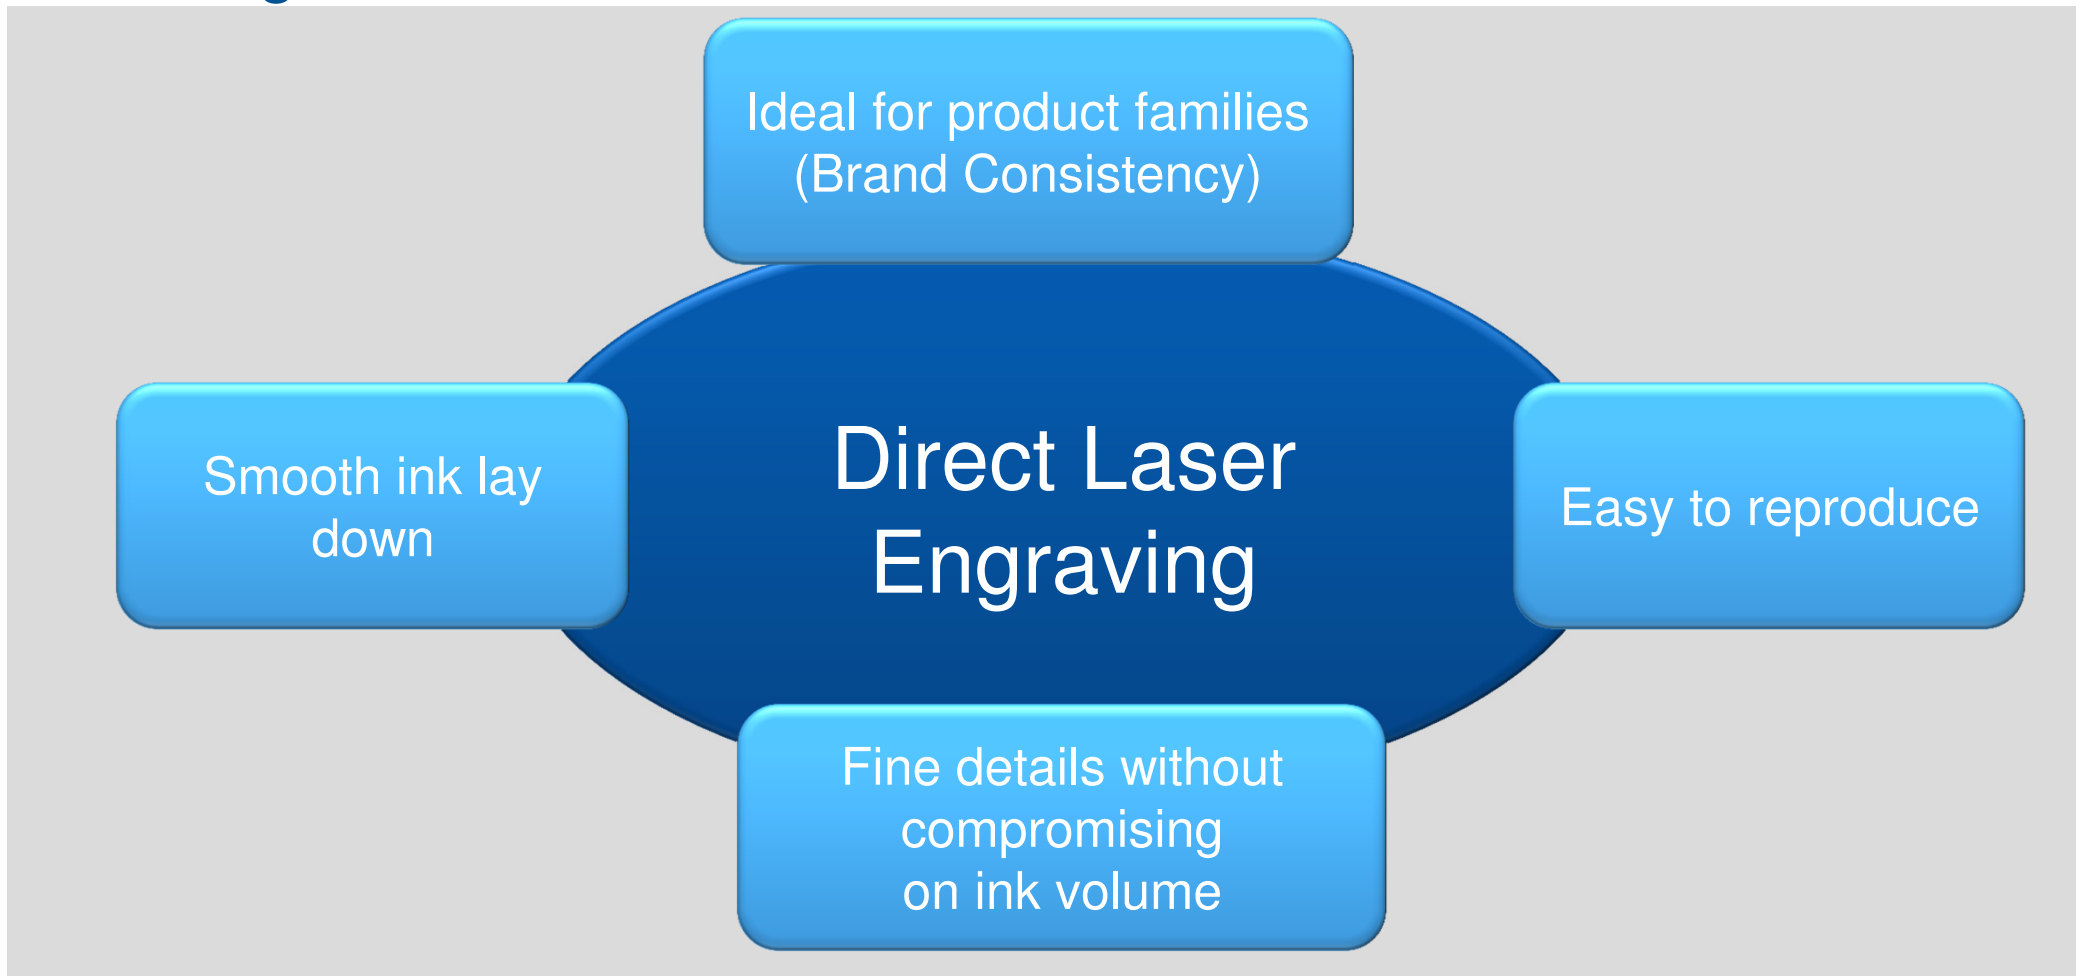 Ideal for product families
(Brand Consistency)
Smooth ink lay
down
Direct Laser
Engraving
Easy to reproduce
Fine details without
compromising
on ink volume